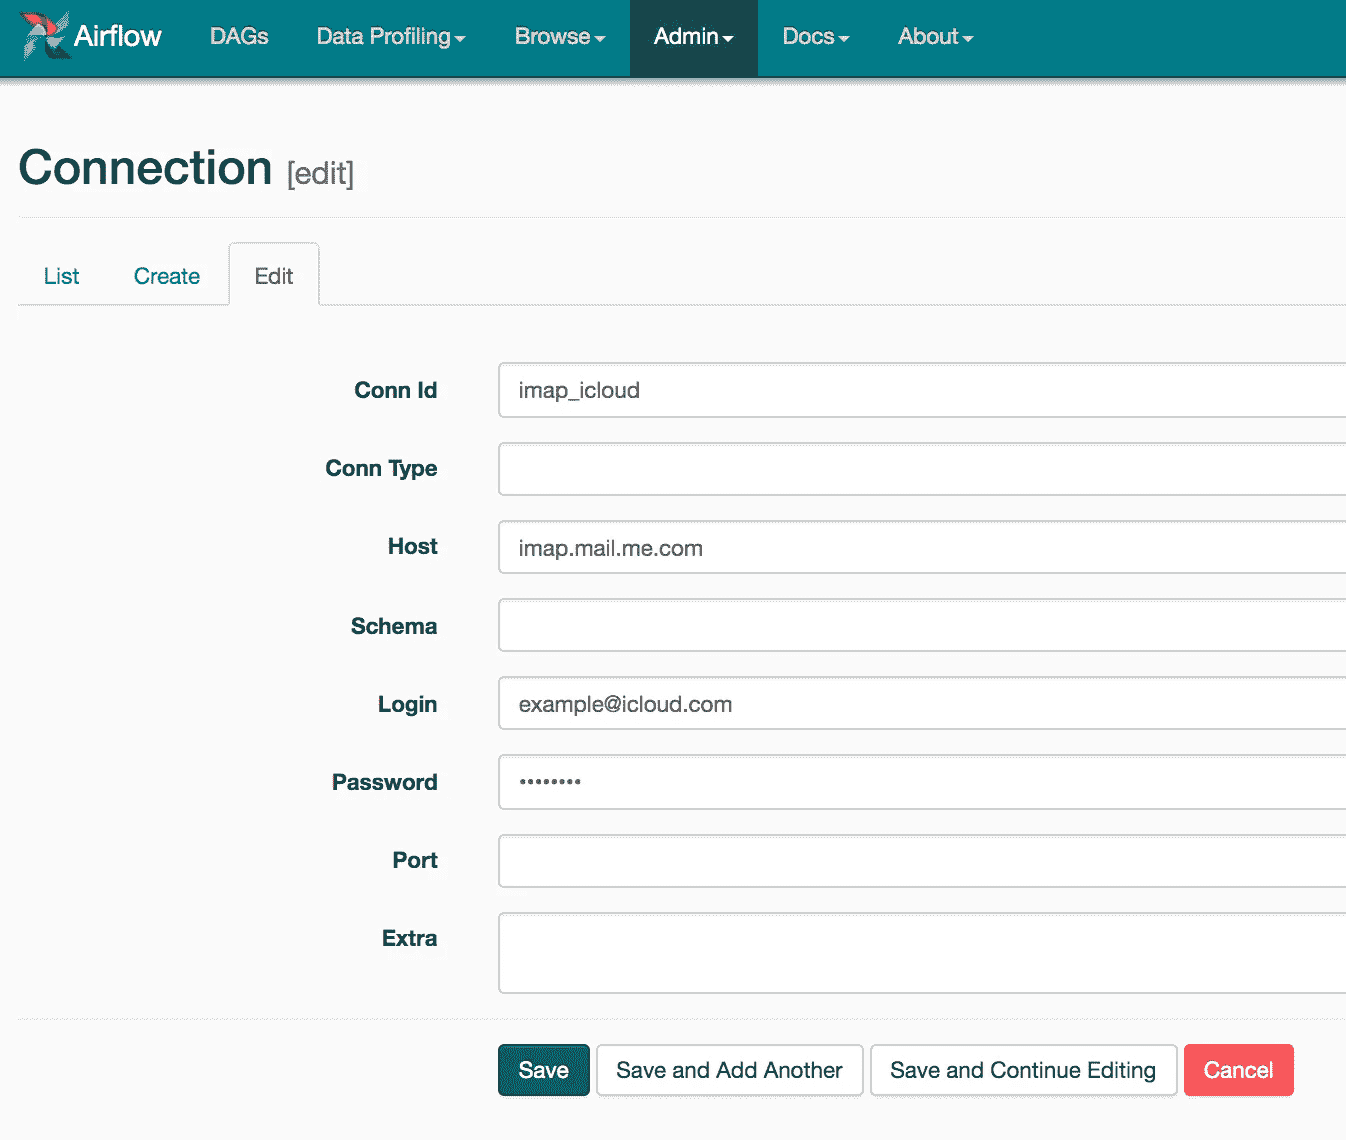 Airflow DAGs Data Profiling Browse Admin Docs About
Connection [edit]
List Create Edit
Conn Id imap_icloud
Conn Type
Host imap.mail.me.com
Schema
Login example@icloud.com
Password ••••••••
Port
Extra
Save Save and Add Another Save and Continue Editing Cancel